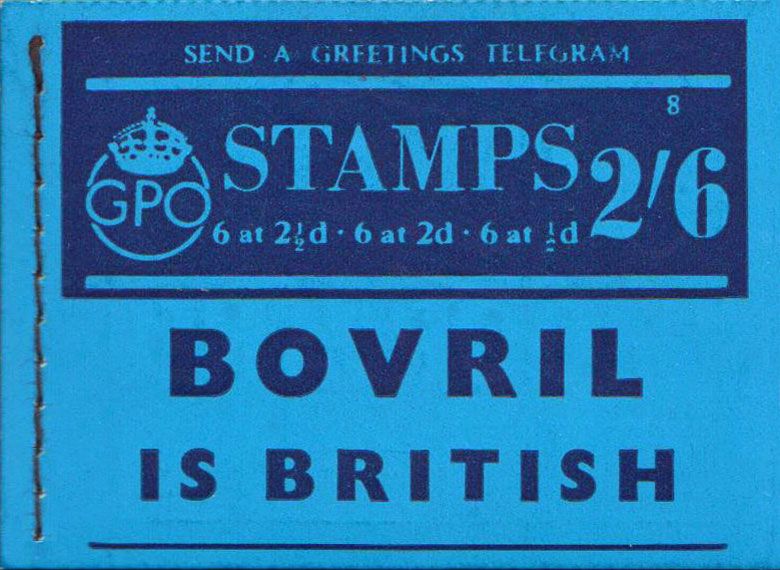 SEND A GREETINGS TELEGRAM
8
GPO
STAMPS 2/6
6 at 2½d · 6 at 2d · 6 at ½d
BOVRIL
IS BRITISH